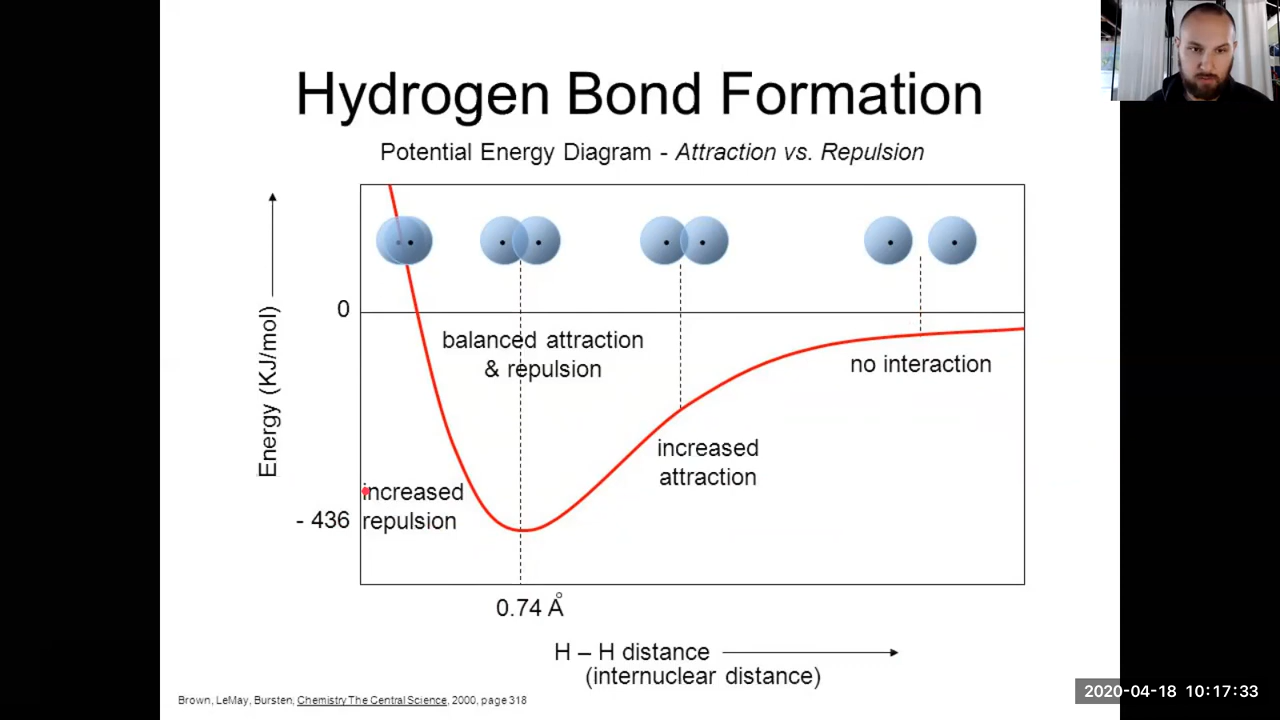 Hydrogen Bond Formation
Potential Energy Diagram - Attraction vs. Repulsion
Energy (KJ/mol)
0
balanced attraction
& repulsion
no interaction
increased
attraction
increased
repulsion
- 436
0.74 Å
H – H distance
(internuclear distance)
Brown, LeMay, Bursten, Chemistry The Central Science, 2000, page 318
2020-04-18 10:17:33